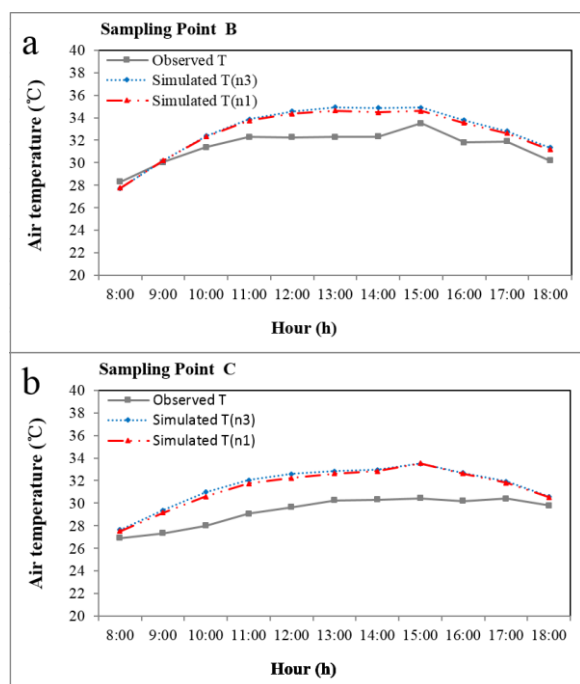 a
Sampling Point B
Observed T
Simulated T(n3)
Simulated T(n1)
Air temperature (℃)
40
38
36
34
32
30
28
26
24
22
20
8:00 9:00 10:00 11:00 12:00 13:00 14:00 15:00 16:00 17:00 18:00
Hour (h)
b
Sampling Point C
Observed T
Simulated T(n3)
Simulated T(n1)
Air temperature (℃)
40
38
36
34
32
30
28
26
24
22
20
8:00 9:00 10:00 11:00 12:00 13:00 14:00 15:00 16:00 17:00 18:00
Hour (h)